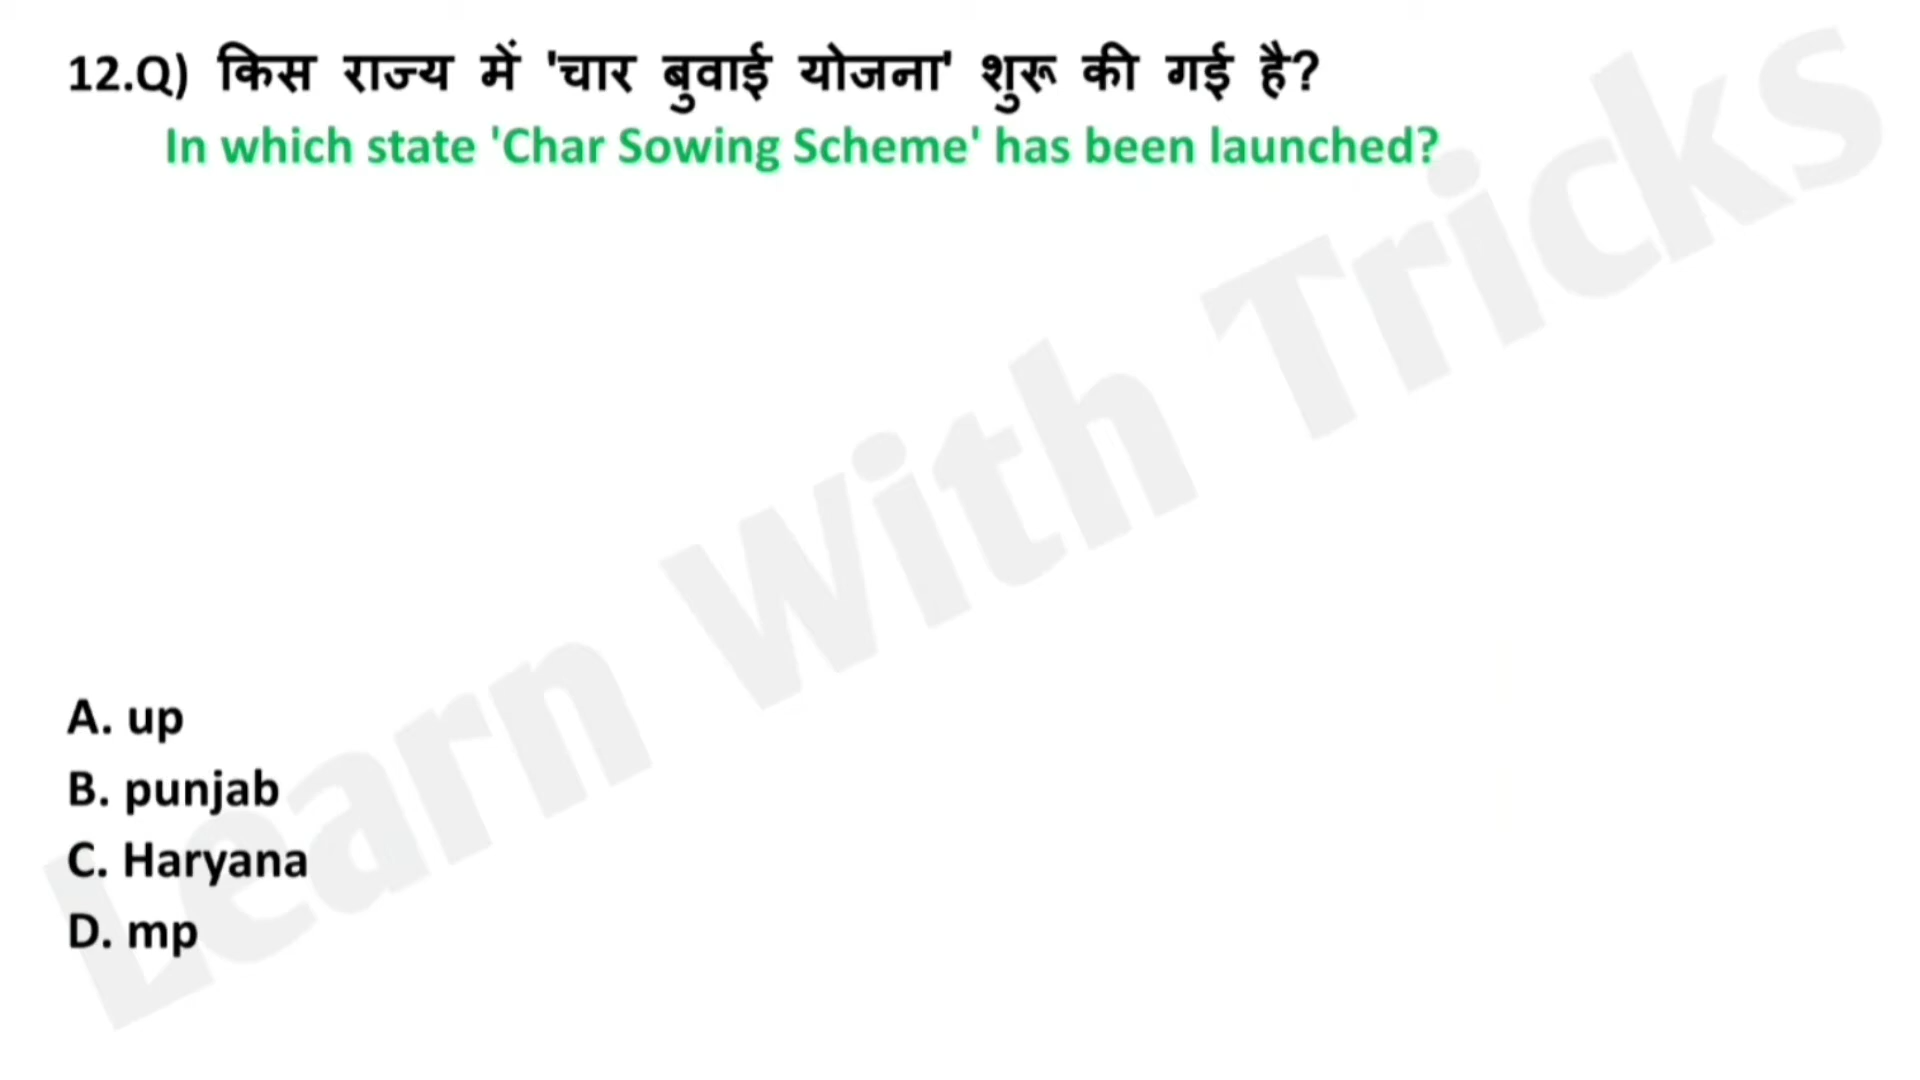 12.Q) किस राज्य में 'चार बुवाई योजना' शुरू की गई है?
In which state 'Char Sowing Scheme' has been launched?
Learn With Tricks
A. up
B. punjab
C. Haryana
D. mp